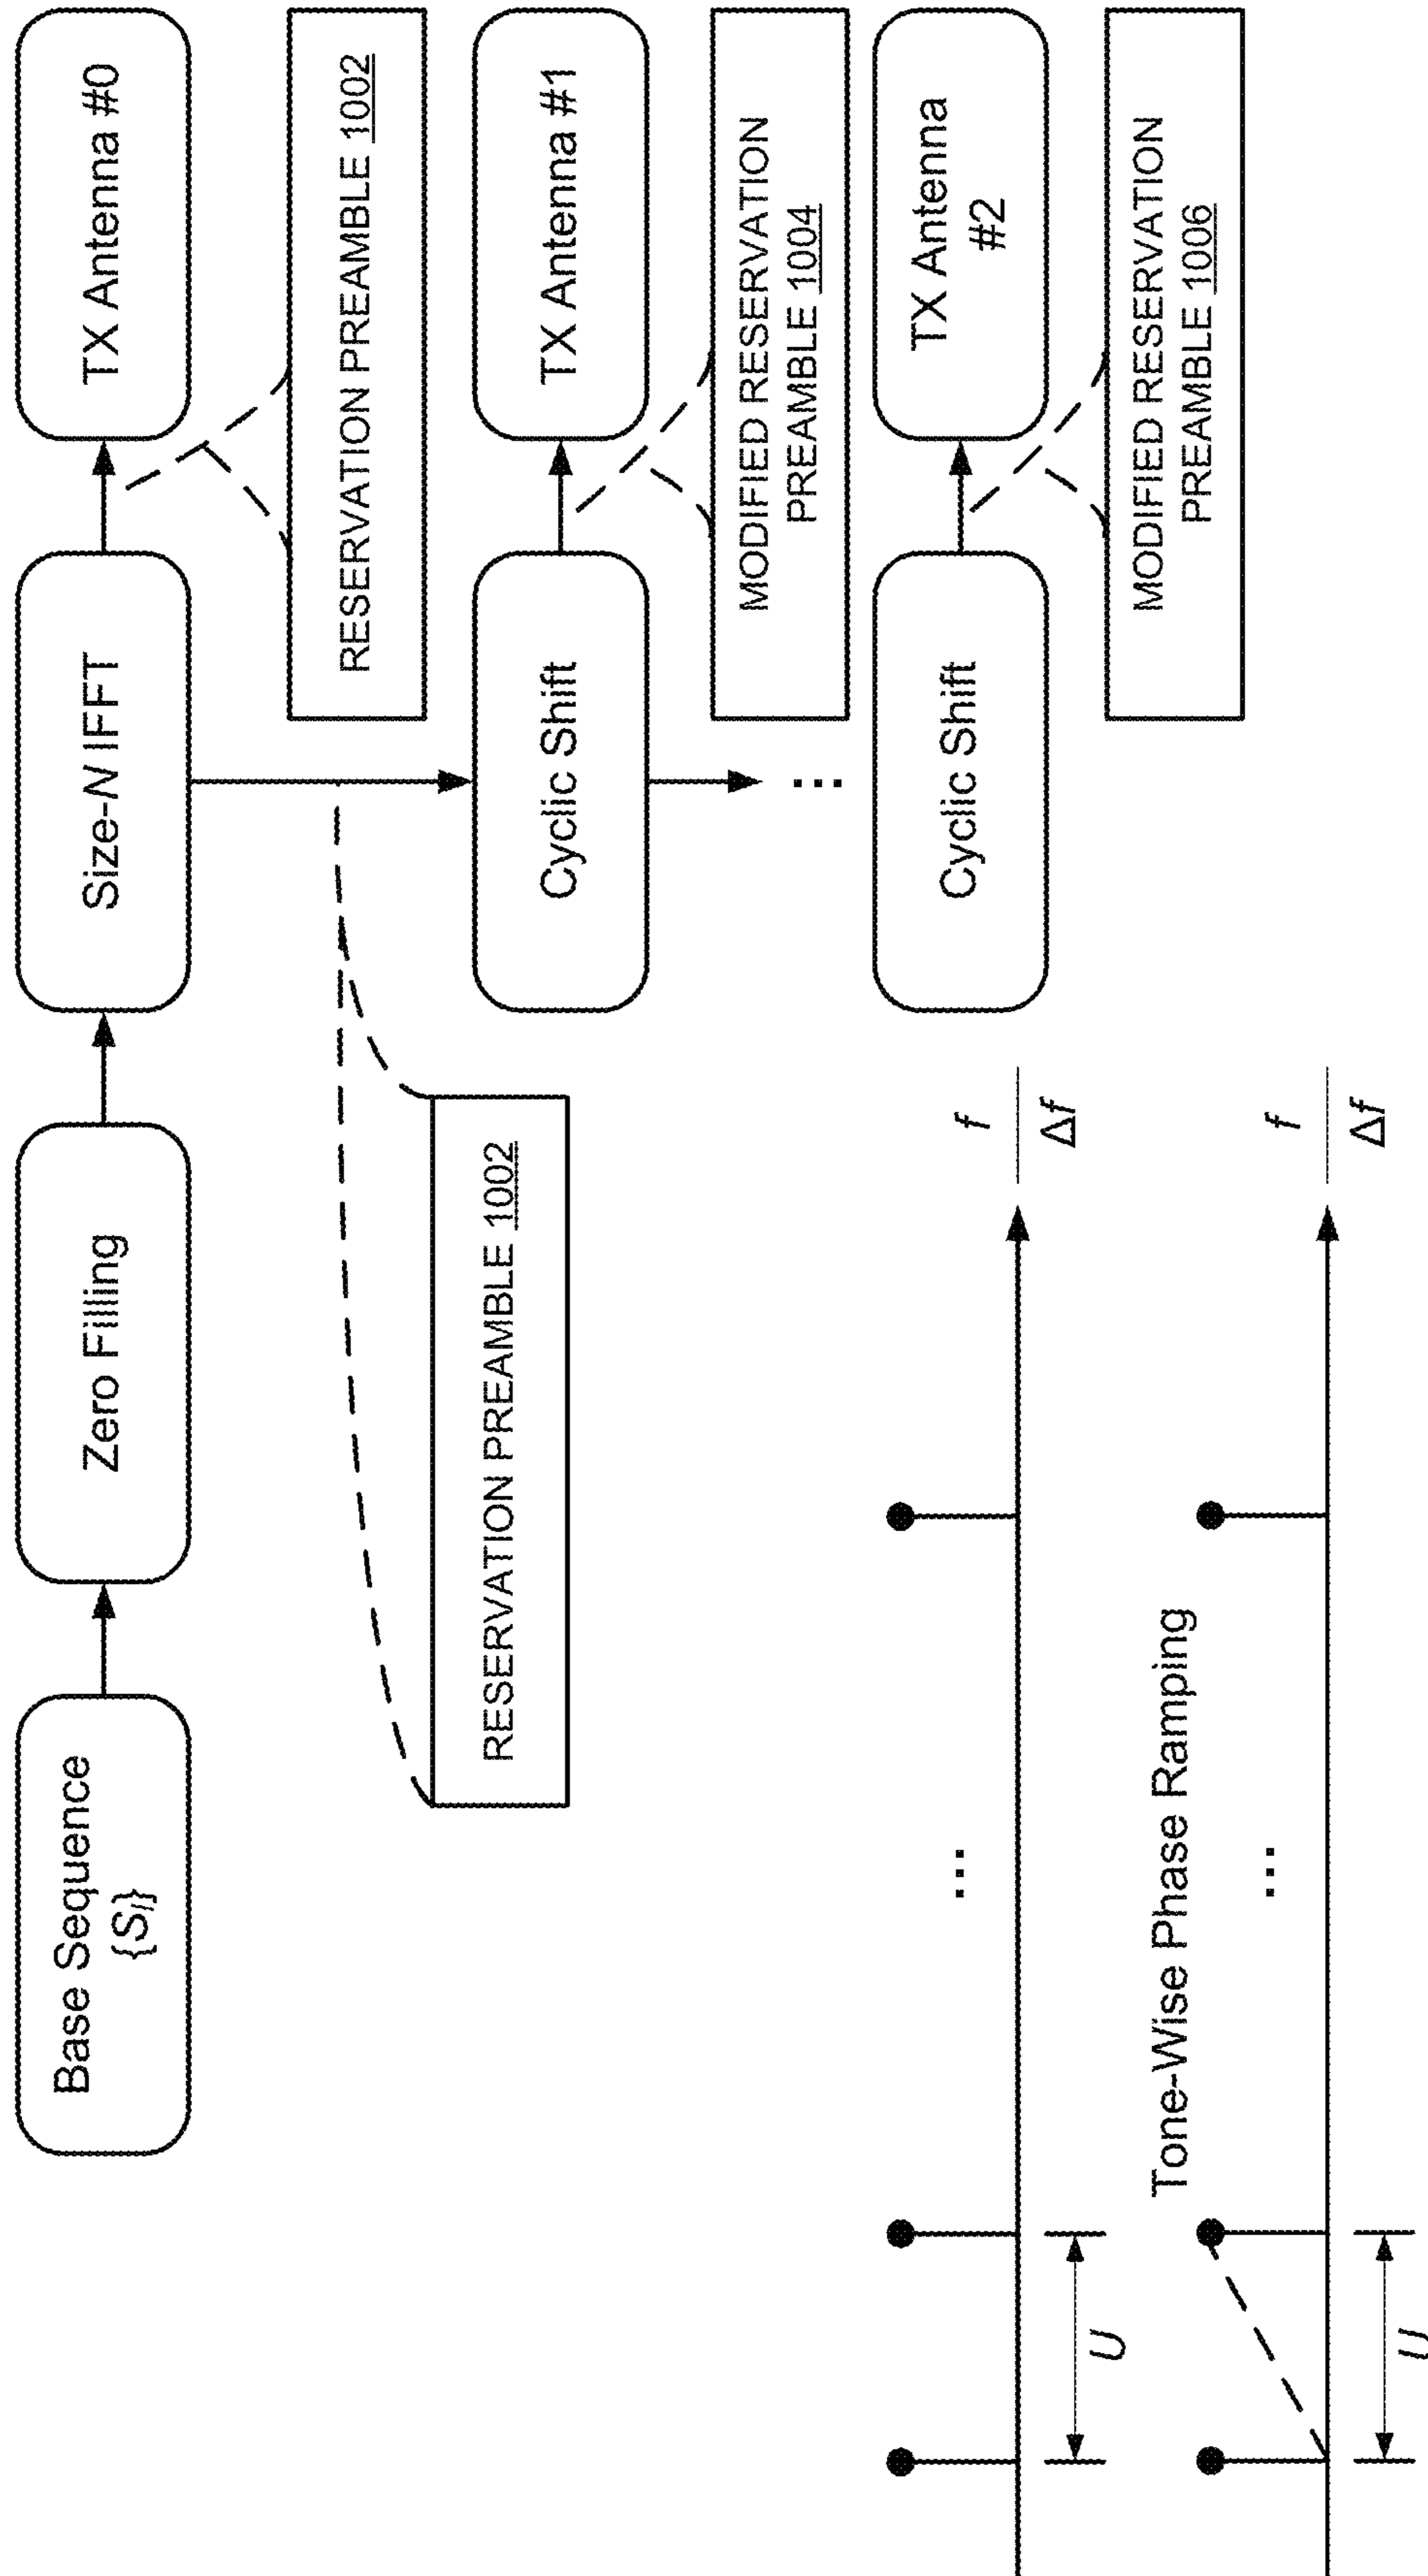 Base Sequence
{Sᵢ}
Zero Filling
Size-N IFFT
TX Antenna #0
RESERVATION PREAMBLE 1002
RESERVATION PREAMBLE 1002
Cyclic Shift
TX Antenna #1
MODIFIED RESERVATION
PREAMBLE 1004
...
Cyclic Shift
TX Antenna
#2
MODIFIED RESERVATION
PREAMBLE 1006
...
f
Δf
U
Tone-Wise Phase Ramping
...
f
Δf
U